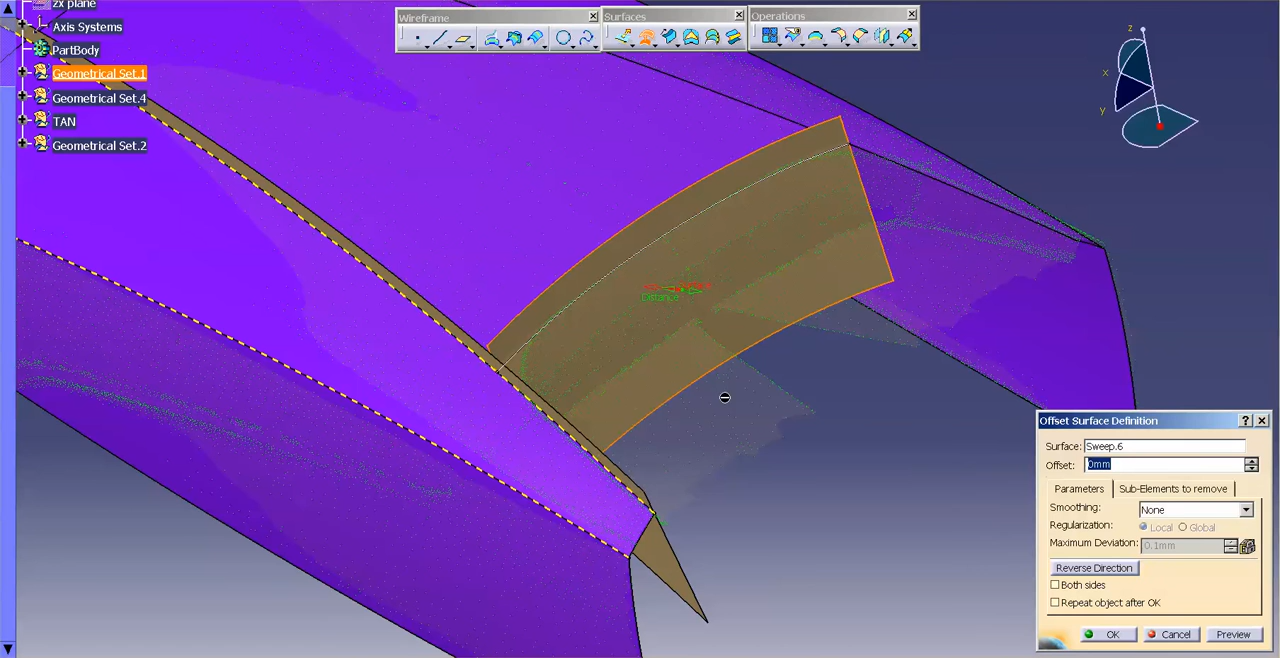 zx plane
Axis Systems
PartBody
Geometrical Set.1
Geometrical Set.4
TAN
Geometrical Set.2
Wireframe
Surfaces
Operations
z
x
y
Distance
Offset Surface Definition
Surface: Sweep.6
Offset: 0mm
Parameters Sub-Elements to remove
Smoothing: None
Regularization: Local Global
Maximum Deviation: 0.1mm
Reverse Direction
Both sides
Repeat object after OK
OK Cancel Preview